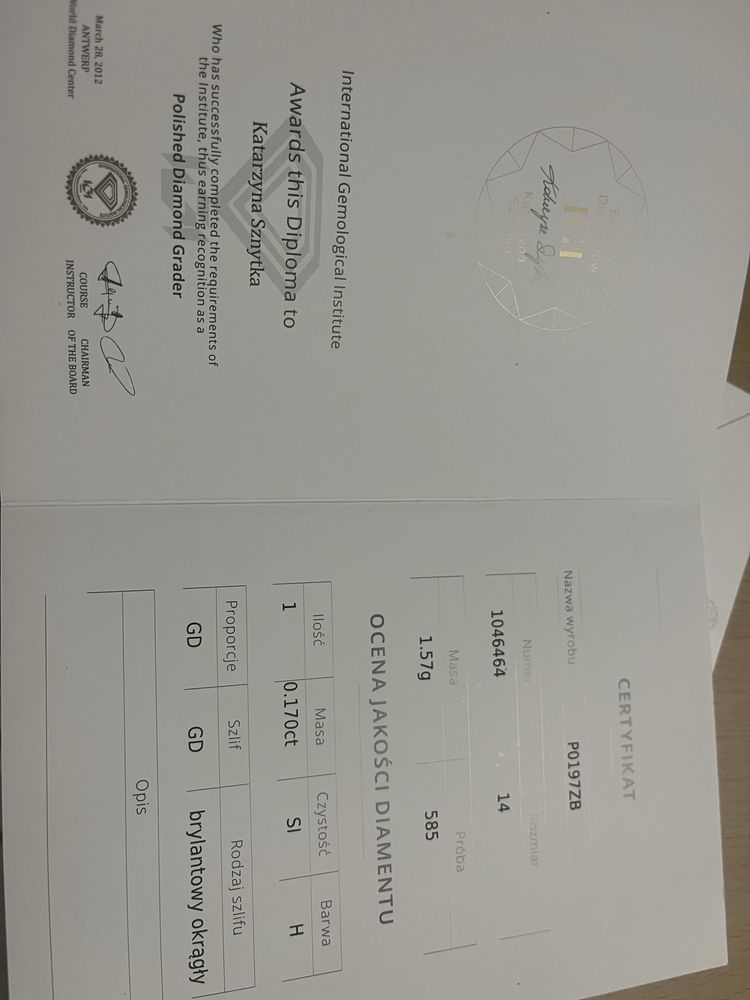 International Gemological Institute
Awards this Diploma to
Katarzyna Sznytka
Who has successfully completed the requirements of
the Institute, thus earning recognition as a
Polished Diamond Grader
March 28, 2012
ANTWERP
World Diamond Center
COURSE
INSTRUCTOR
CHAIRMAN
OF THE BOARD
CERTYFIKAT
Nazwa wyrobu P0197ZB
Numer Rozmiar
1046464 14
Masa Próba
1.57g 585
OCENA JAKOŚCI DIAMENTU
Ilość Masa Czystość Barwa
1 0.170ct SI H
Proporcje Szlif Rodzaj szlifu
GD GD brylantowy okrągły
Opis